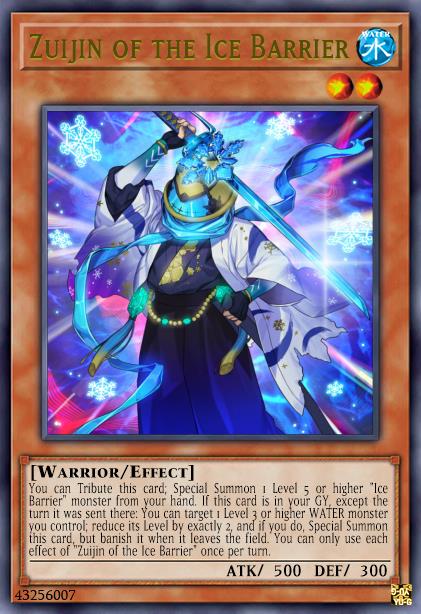 Zuijin of the Ice Barrier
WATER
水
[Warrior/Effect]
You can Tribute this card; Special Summon 1 Level 5 or higher "Ice
Barrier" monster from your hand. If this card is in your GY, except the
turn it was sent there: You can target 1 Level 3 or higher WATER monster
you control; reduce its Level by exactly 2, and if you do, Special Summon
this card, but banish it when it leaves the field. You can only use each
effect of "Zuijin of the Ice Barrier" once per turn.
ATK/ 500 DEF/ 300
43256007